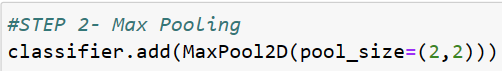 #STEP 2- Max Pooling
classifier.add(MaxPool2D(pool_size=(2,2)))